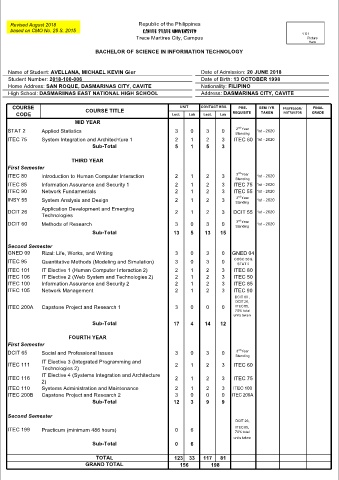 Revised August 2018
based on CMO No. 25 S. 2015
Republic of the Philippines
CAVITE STATE UNIVERSITY
Trece Martires City, Campus
1 X 1
Picture
Here
BACHELOR OF SCIENCE IN INFORMATION TECHNOLOGY
Name of Student: AVELLANA, MICHAEL KEVIN Gier Date of Admission: 20 JUNE 2018
Student Number: 2018-100-086 Date of Birth: 13 OCTOBER 1998
Home Address: SAN ROQUE, DASMARINAS CITY, CAVITE Nationality: FILIPINO
High School: DASMARINAS EAST NATIONAL HIGH SCHOOL Address: DASMARINAS CITY, CAVITE
COURSE CODE COURSE TITLE UNIT CONTACT HRS. PRE-REQUISITE SEM / YR TAKEN PROFESSOR/ INSTRUCTOR FINAL GRADE
Lect. Lab Lect. Lab
MID YEAR
STAT 2 Applied Statistics 3 0 3 0 2nd Year Standing 1st - 2020
ITEC 75 System Integration and Architecture 1 2 1 2 3 ITEC 60 1st - 2020
Sub-Total 5 1 5 3
THIRD YEAR
First Semester
ITEC 80 Introduction to Human Computer Interaction 2 1 2 3 3rd Year Standing 1st - 2020
ITEC 85 Information Assurance and Security 1 2 1 2 3 ITEC 75 1st - 2020
ITEC 90 Network Fundamentals 2 1 2 3 ITEC 55 1st - 2020
INSY 55 System Analysis and Design 2 1 2 3 3rd Year Standing 1st - 2020
DCIT 26 Application Development and Emerging Technologies 2 1 2 3 DCIT 55 1st - 2020
DCIT 60 Methods of Research 3 0 3 0 3rd Year Standing 1st - 2020
Sub-Total 13 5 13 15
Second Semester
GNED 09 Rizal: Life, Works, and Writing 3 0 3 0 GNED 04
ITEC 95 Quantitative Methods (Modeling and Simulation) 3 0 3 0 COSC 50A, STAT 2
ITEC 101 IT Elective 1 (Human Computer Interaction 2) 2 1 2 3 ITEC 80
ITEC 106 IT Elective 2 (Web System and Technologies 2) 2 1 2 3 ITEC 50
ITEC 100 Information Assurance and Security 2 2 1 2 3 ITEC 85
ITEC 105 Network Management 2 1 2 3 ITEC 90
ITEC 200A Capstone Project and Research 1 3 0 0 0 DCIT 60, DCIT 26, ITEC 85, 70% total units taken
Sub-Total 17 4 14 12
FOURTH YEAR
First Semester
DCIT 65 Social and Professional Issues 3 0 3 0 Year Standing
ITEC 111 IT Elective 3 (Integrated Programming and Technologies 2) 2 1 2 3 ITEC 60
ITEC 116 IT Elective 4 (Systems Integration and Architecture 2) 2 1 2 3 ITEC 75
ITEC 110 Systems Administration and Maintenance 2 1 2 3 ITEC 100
ITEC 200B Capstone Project and Research 2 3 0 0 0 ITEC 200A
Sub-Total 12 3 9 9
Second Semester
ITEC 199 Practicum (minimum 486 hours) 0 6 DCIT 26, ITEC 85, 70% total units taken
Sub-Total 0 6
TOTAL 123 33 117 81
GRAND TOTAL 156 198